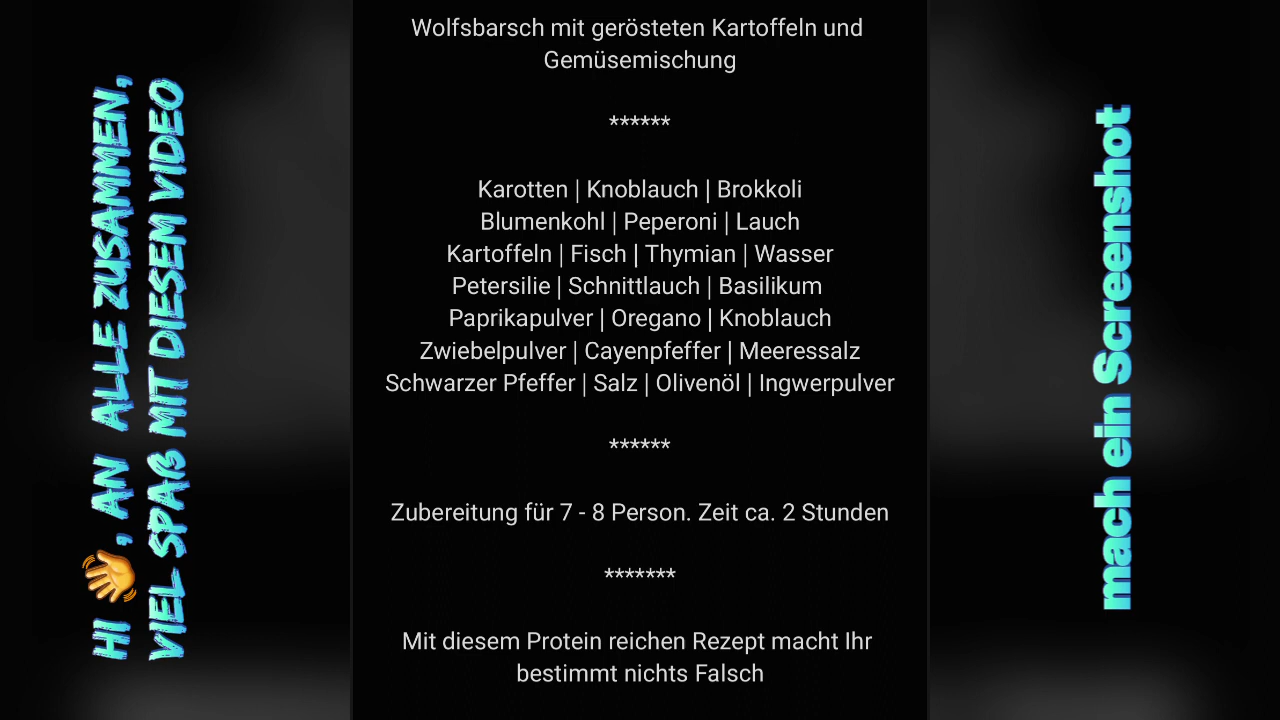 HI 👋, AN ALLE ZUSAMMEN,
VIEL SPAß MIT DIESEM VIDEO
Wolfsbarsch mit gerösteten Kartoffeln und
Gemüsemischung
******
Karotten | Knoblauch | Brokkoli
Blumenkohl | Peperoni | Lauch
Kartoffeln | Fisch | Thymian | Wasser
Petersilie | Schnittlauch | Basilikum
Paprikapulver | Oregano | Knoblauch
Zwiebelpulver | Cayenpfeffer | Meeressalz
Schwarzer Pfeffer | Salz | Olivenöl | Ingwerpulver
******
Zubereitung für 7 - 8 Person. Zeit ca. 2 Stunden
*******
Mit diesem Protein reichen Rezept macht Ihr
bestimmt nichts Falsch
mach ein Screenshot